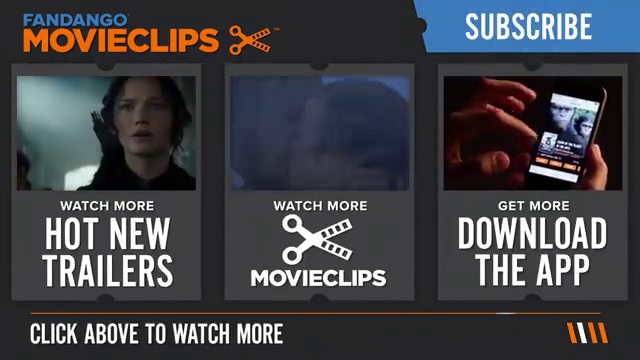 FANDANGO
MOVIECLIPS™
SUBSCRIBE
WATCH MORE
HOT NEW
TRAILERS
WATCH MORE
MOVIECLIPS
GET MORE
DOWNLOAD
THE APP
CLICK ABOVE TO WATCH MORE